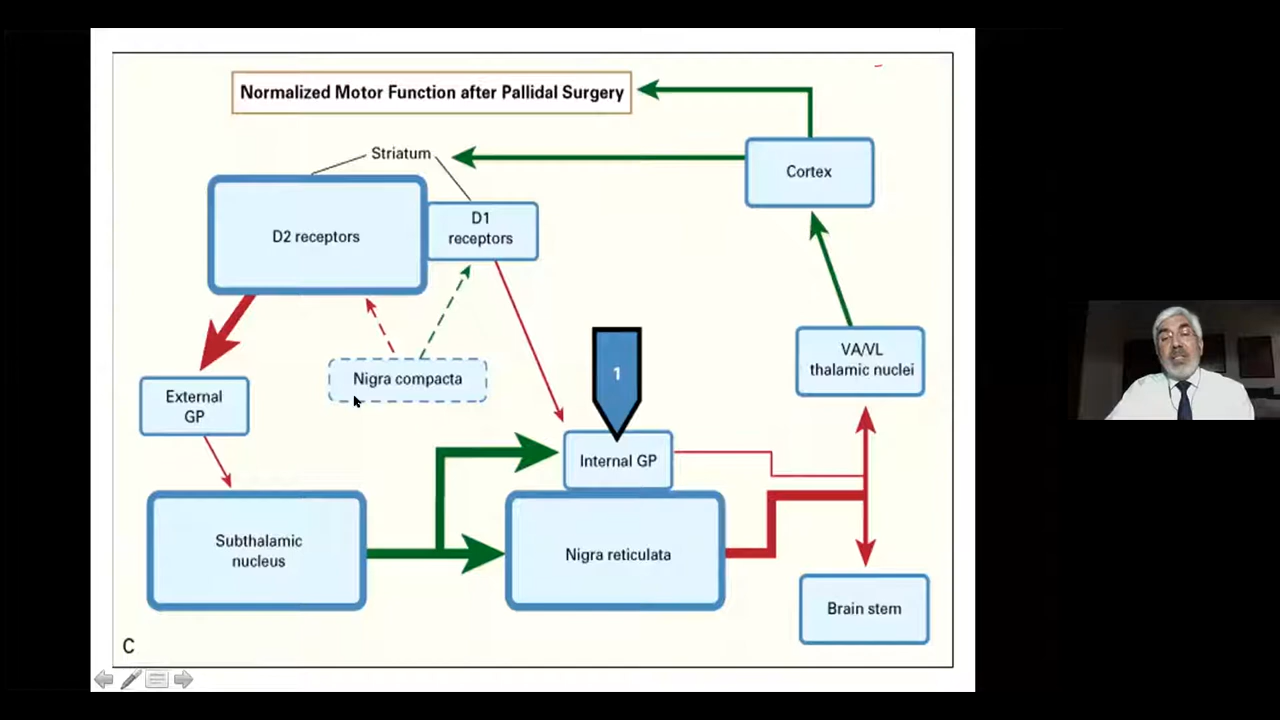 Normalized Motor Function after Pallidal Surgery
Striatum
Cortex
D2 receptors
D1
receptors
VA/VL
thalamic nuclei
Nigra compacta
1
External
GP
Internal GP
Subthalamic
nucleus
Nigra reticulata
Brain stem
C